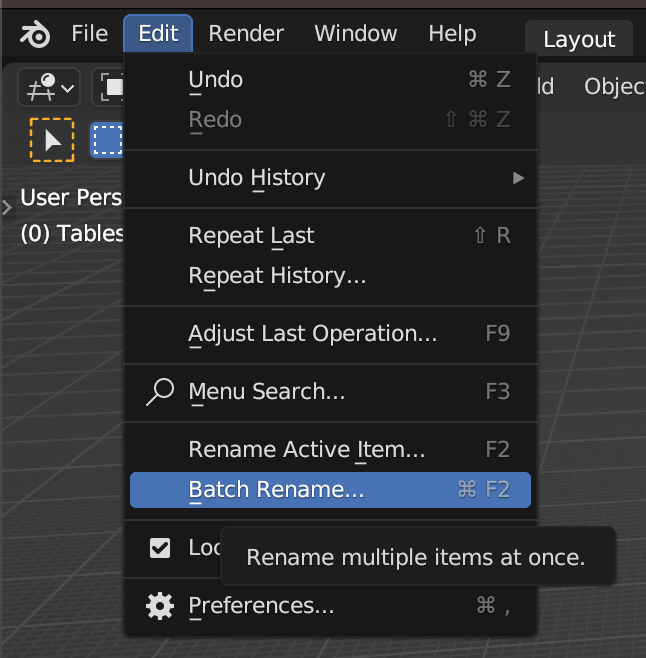 File Edit Render Window Help Layout
Undo ⌘ Z
Redo ⇧ ⌘ Z
Undo History
Repeat Last ⇧ R
Repeat History...
Adjust Last Operation... F9
Menu Search... F3
Rename Active Item... F2
Batch Rename... ⌘ F2
Rename multiple items at once.
Preferences... ⌘ ,
User Pers
(0) Tables
Objec